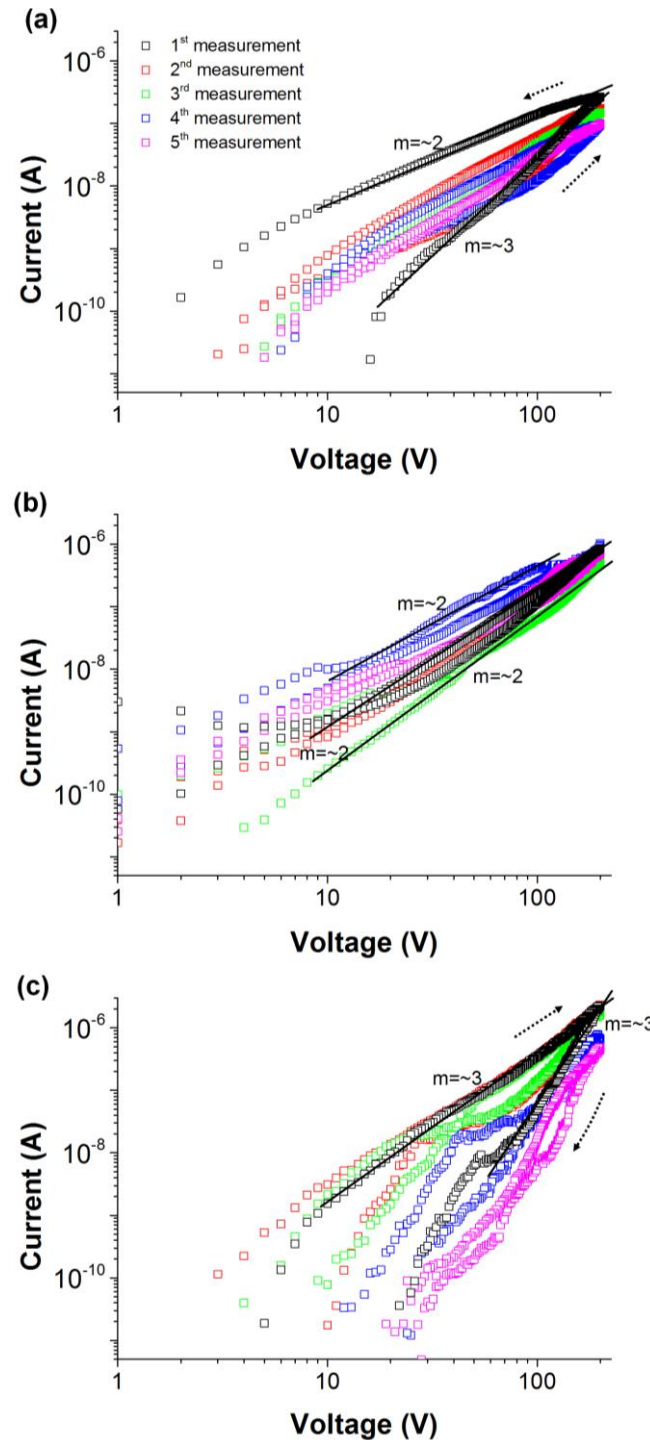 (a)
1st measurement
2nd measurement
3rd measurement
4th measurement
5th measurement
10-6
10-8
10-10
m=~2
m=~3
Current (A)
1 10 100
Voltage (V)
(b)
10-6
10-8
10-10
m=~2
m=~2
m=~2
Current (A)
1 10 100
Voltage (V)
(c)
10-6
10-8
10-10
m=~3
m=~3
Current (A)
1 10 100
Voltage (V)